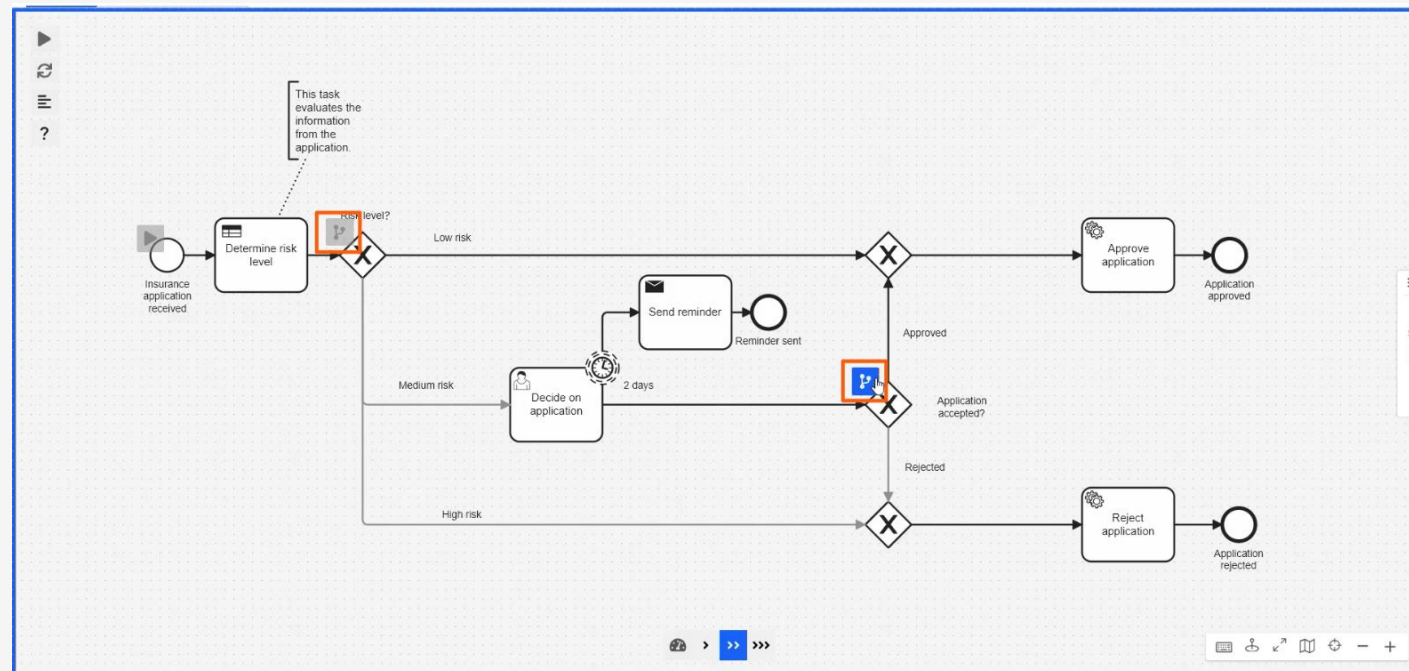 ?
This task
evaluates the
information
from the
application.
Risk level?
Determine risk
level
Low risk
Approve
application
Insurance
application
received
Application
approved
Send reminder
Reminder sent
Approved
Medium risk
2 days
Decide on
application
Application
accepted?
Rejected
High risk
Reject
application
Application
rejected